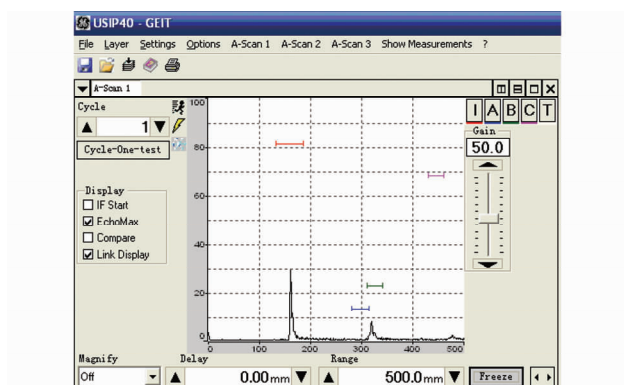 USIP40 - GEIT
File Layer Settings Options A-Scan 1 A-Scan 2 A-Scan 3 Show Measurements ?
A-Scan 1
Cycle
1
Cycle-One-test
Display
IF Start
EchoMax
Compare
Link Display
100
80
60
40
20
0
0 100 200 300 400 500
I A B C T
Gain
50.0
Magnify Delay Range
Off 0.00 mm 500.0 mm Freeze